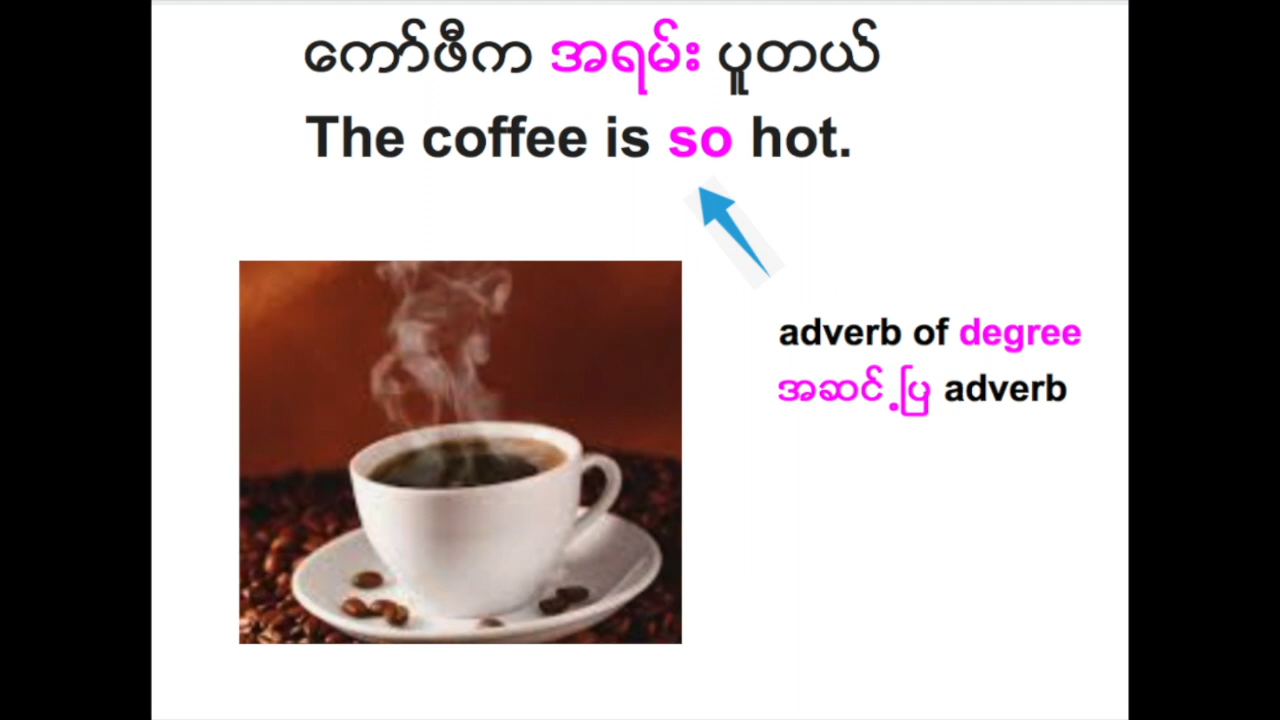 ကော်ဖီက အရမ်း ပူတယ်
The coffee is so hot.
adverb of degree
အဆင့်ပြ adverb